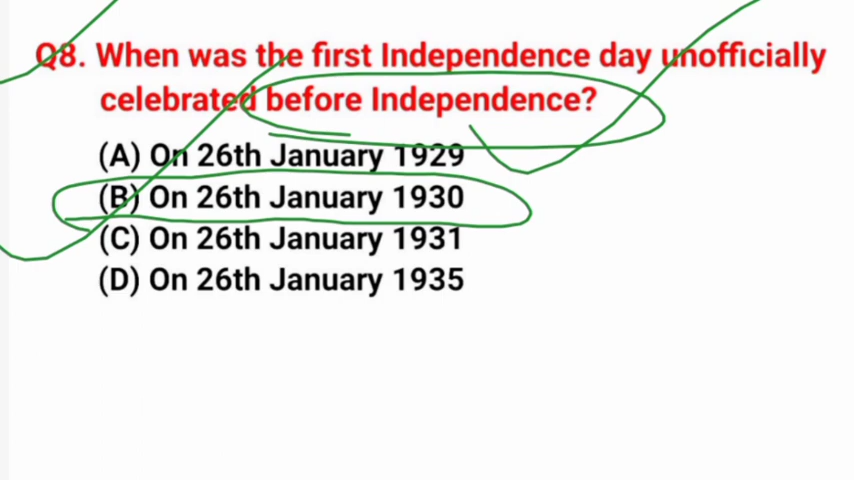 Q8. When was the first Independence day unofficially
celebrated before Independence?
(A) On 26th January 1929
(B) On 26th January 1930
(C) On 26th January 1931
(D) On 26th January 1935